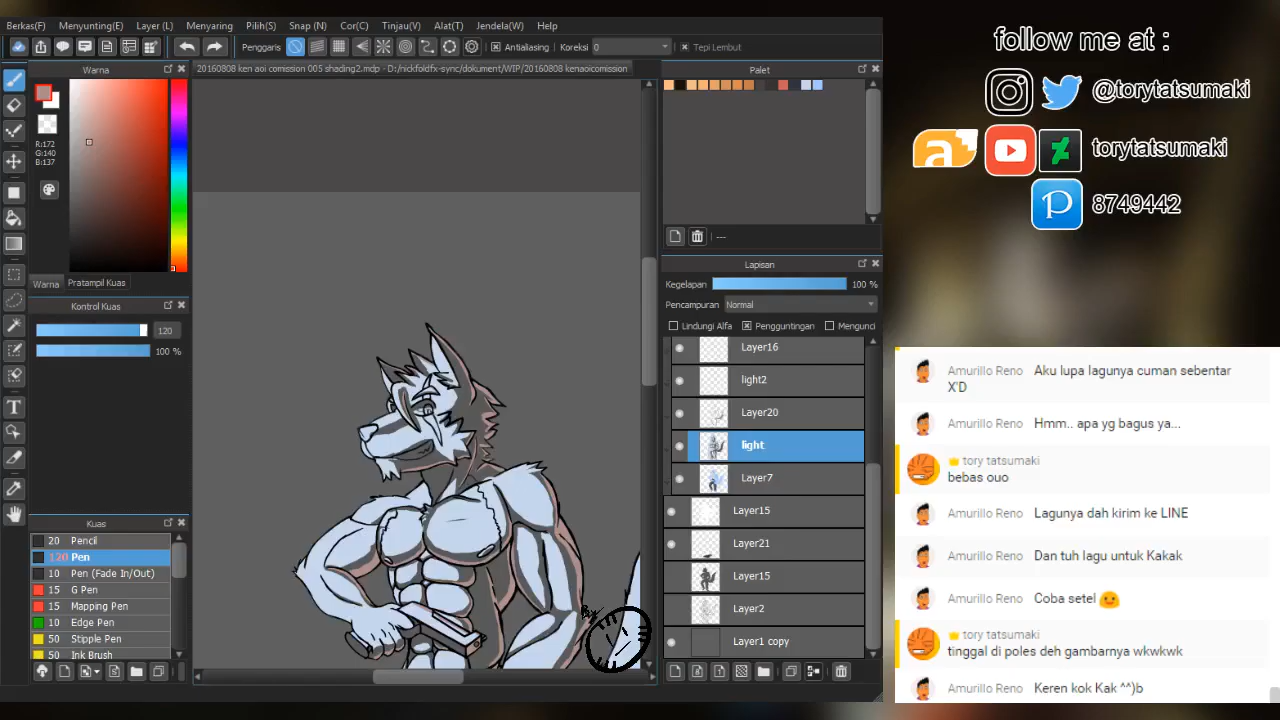 Berkas(F) Menyunting(E) Layer (L) Menyaring Pilih(S) Snap (N) Cor(C) Tinjau(V) Alat(T) Jendela(W) Help
Penggaris Antialiasing Koreksi 0 Tepi Lembut
Warna
R:172
G:140
B:137
Warna Pratampil Kuas
Kontrol Kuas
120
100 %
Kuas
20 Pencil
120 Pen
10 Pen (Fade In/Out)
15 G Pen
15 Mapping Pen
10 Edge Pen
50 Stipple Pen
50 Ink Brush
20160808 ken aoi comission 005 shading2.mdp - D:/nickfoldfx-sync/dokument/WIP/20160808 kenaoicomission
Palet
---
Lapisan
Kegelapan 100 %
Pencampuran Normal
Lindungi Alfa Pengguntingan Mengunci
Layer16
light2
Layer20
light
Layer7
Layer15
Layer21
Layer15
Layer2
Layer1 copy
follow me at :
@torytatsumaki
torytatsumaki
8749442
Amurillo Reno Aku lupa lagunya cuman sebentar
X'D
Amurillo Reno Hmm.. apa yg bagus ya...
tory tatsumaki
bebas ouo
Amurillo Reno Lagunya dah kirim ke LINE
Amurillo Reno Dan tuh lagu untuk Kakak
Amurillo Reno Coba setel
tory tatsumaki
tinggal di poles deh gambarnya wkwkwk
Amurillo Reno Keren kok Kak ^^)b